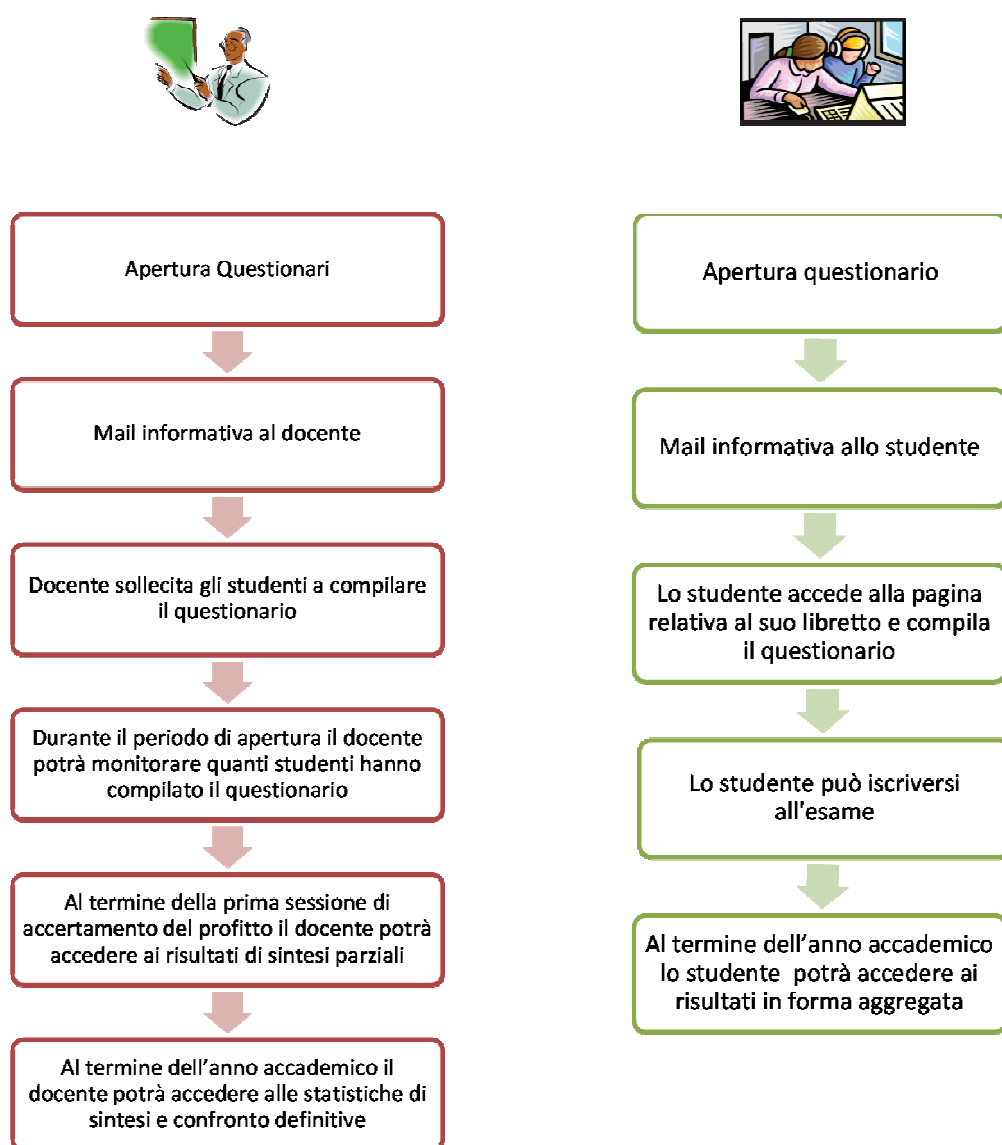 Apertura Questionari
Mail informativa al docente
Docente sollecita gli studenti a compilare
il questionario
Durante il periodo di apertura il docente
potrà monitorare quanti studenti hanno
compilato il questionario
Al termine della prima sessione di
accertamento del profitto il docente potrà
accedere ai risultati di sintesi parziali
Al termine dell'anno accademico il
docente potrà accedere alle statistiche di
sintesi e confronto definitive
Apertura questionario
Mail informativa allo studente
Lo studente accede alla pagina
relativa al suo libretto e compila
il questionario
Lo studente può iscriversi
all'esame
Al termine dell'anno accademico
lo studente potrà accedere ai
risultati in forma aggregata